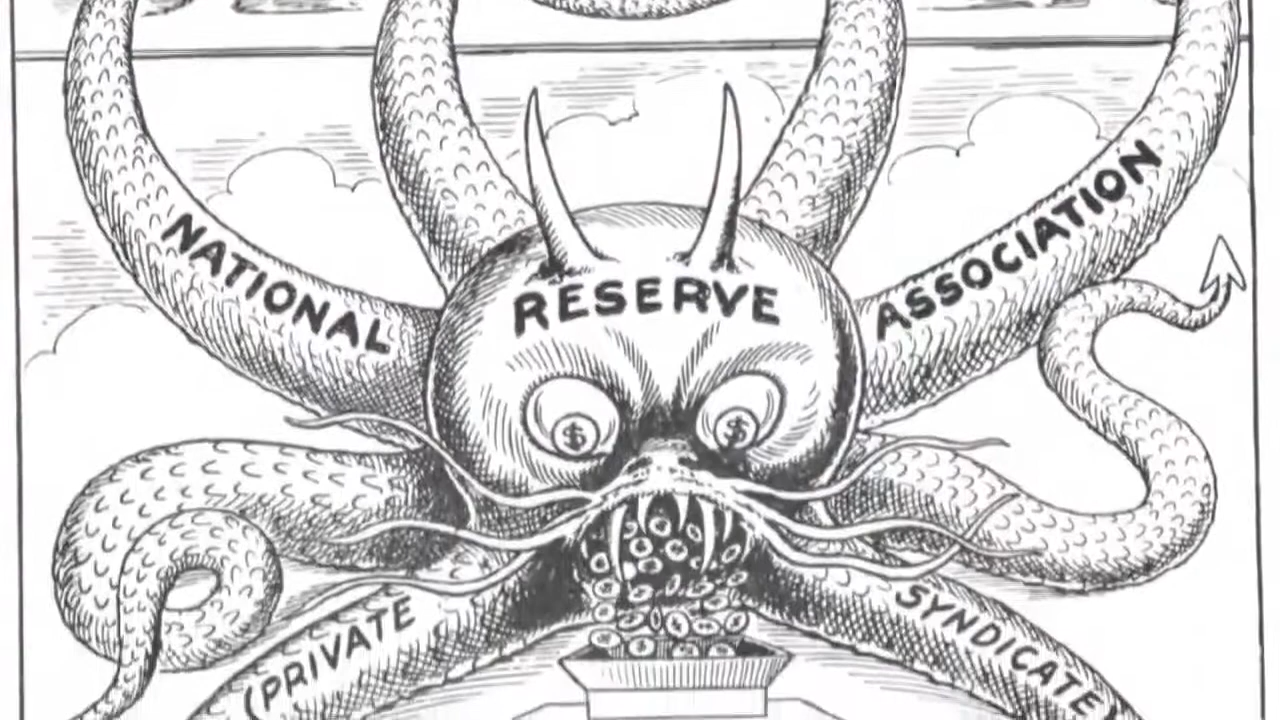 NATIONAL
RESERVE
ASSOCIATION
$ $
(PRIVATE
SYNDICATE)